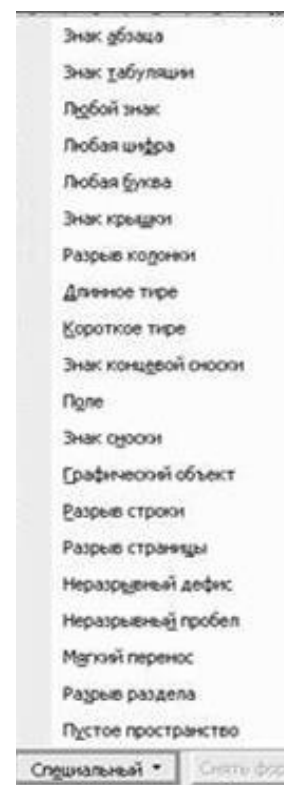 Знак абзаца
Знак табуляции
Любой знак
Любая цифра
Любая буква
Знак крышки
Разрыв колонки
Длинное тире
Короткое тире
Знак концевой сноски
Поле
Знак сноски
Графический объект
Разрыв строки
Разрыв страницы
Неразрывный дефис
Неразрывный пробел
Мягкий перенос
Разрыв раздела
Пустое пространство
Специальный Снять фор